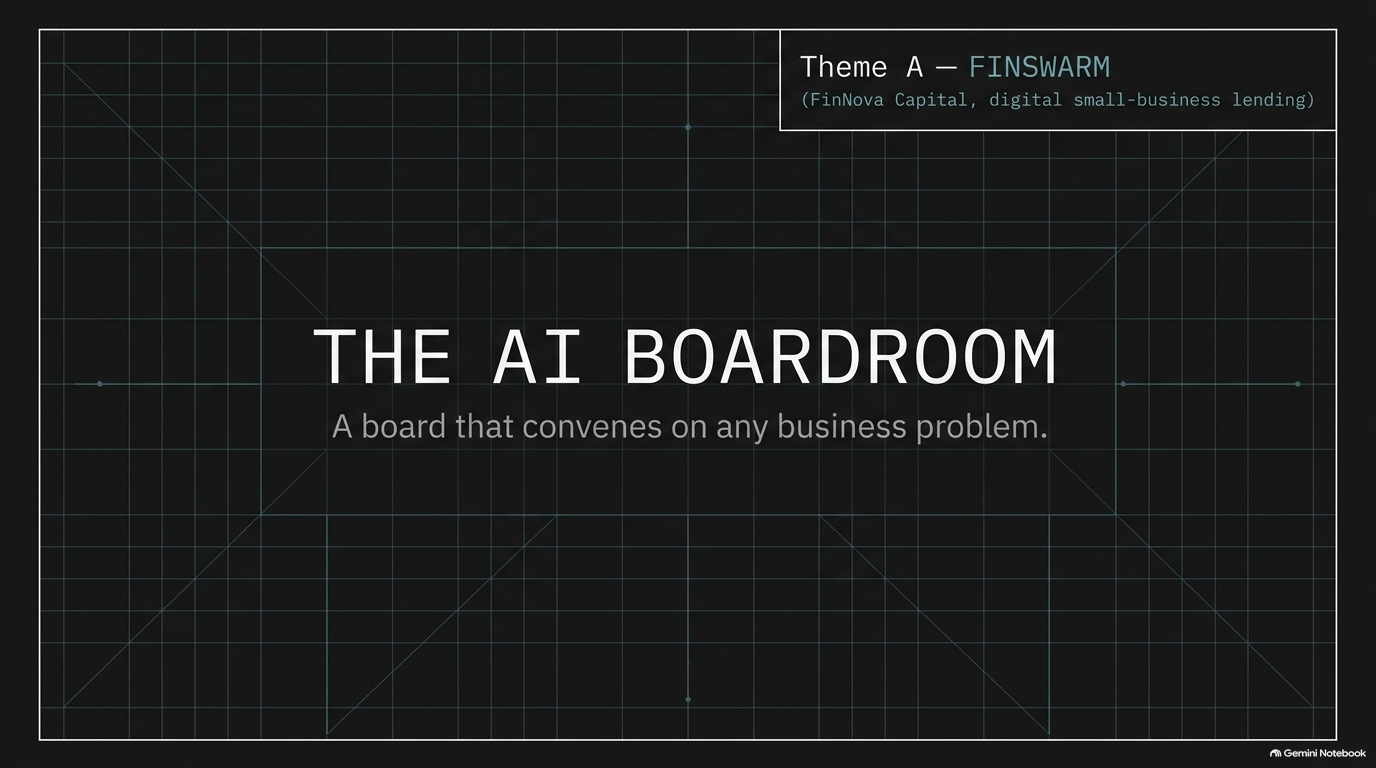 Theme A — FINSWARM
(FinNova Capital, digital small-business lending)
THE AI BOARDROOM
A board that convenes on any business problem.
Gemini Notebook